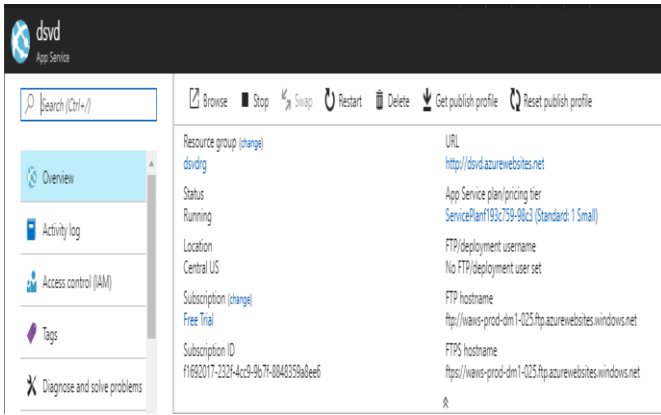 dsvd
App Service
Search (Ctrl+/)
Overview
Activity log
Access control (IAM)
Tags
Diagnose and solve problems
Browse Stop Swap Restart Delete Get publish profile Reset publish profile
Resource group (change)
dsvdrg
Status
Running
Location
Central US
Subscription (change)
Free Trial
Subscription ID
f1692017-232f-4cc9-9b7f-8848359a8ee6
URL
http://dsvd.azurewebsites.net
App Service plan/pricing tier
ServicePlanf193c759-98c3 (Standard: 1 Small)
FTP/deployment username
No FTP/deployment user set
FTP hostname
ftp://waws-prod-dm1-025.ftp.azurewebsites.windows.net
FTPS hostname
ftps://waws-prod-dm1-025.ftp.azurewebsites.windows.net